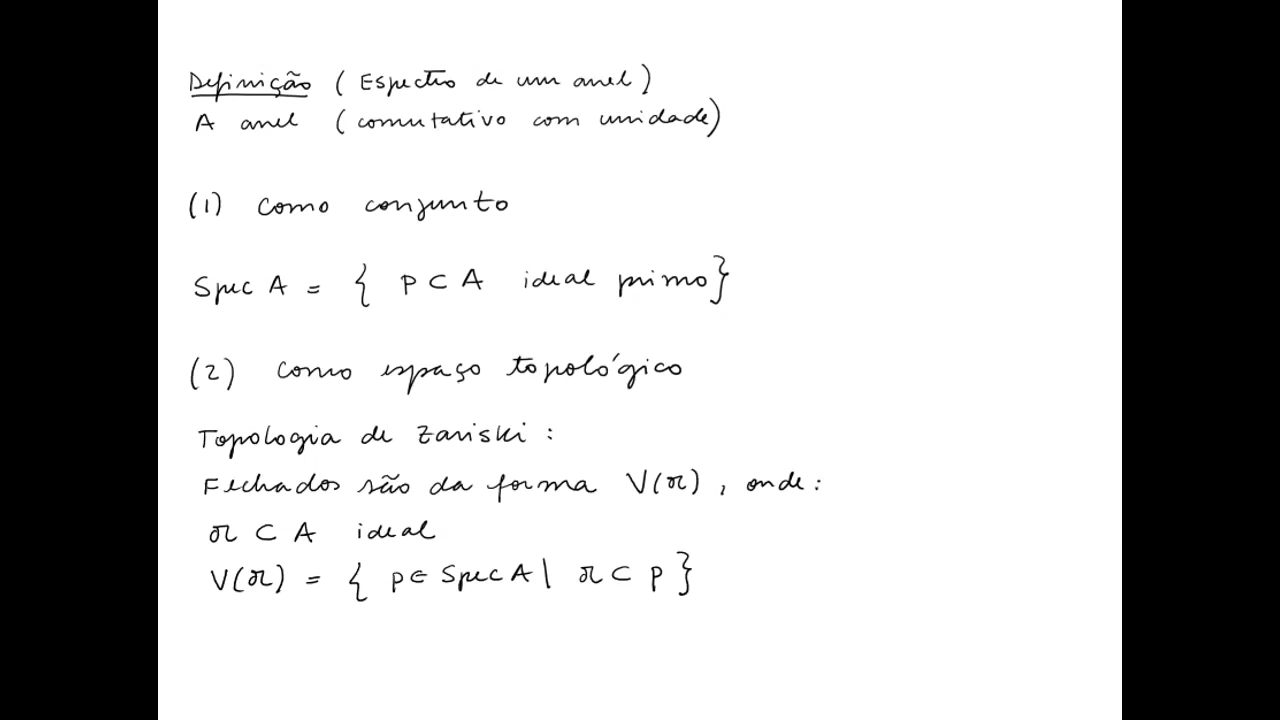 Definição (Espectro de um anel)
A anel (comutativo com unidade)
(1) como conjunto
Spec A = { p ⊂ A ideal primo}
(2) como espaço topológico
Topologia de Zariski :
Fechados são da forma V(𝔞), onde :
𝔞 ⊂ A ideal
V(𝔞) = { p ∈ Spec A | 𝔞 ⊂ p }